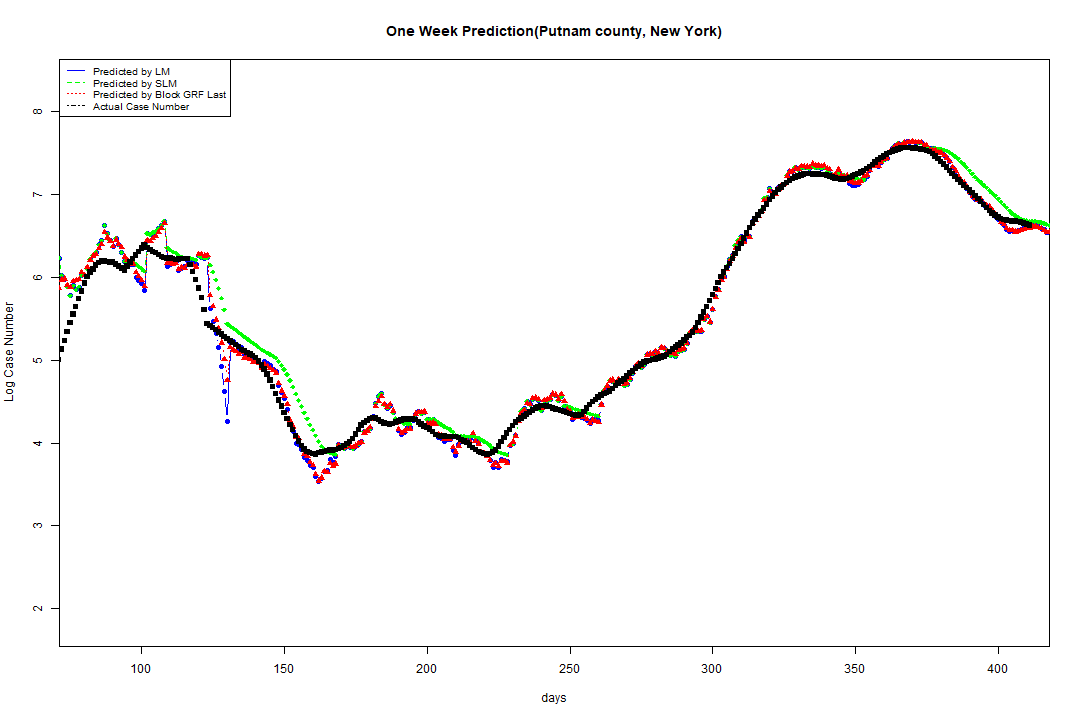 One Week Prediction(Putnam county, New York)
Predicted by LM
Predicted by SLM
Predicted by Block GRF Last
Actual Case Number
8
7
6
5
4
3
2
Log Case Number
100 150 200 250 300 350 400
days